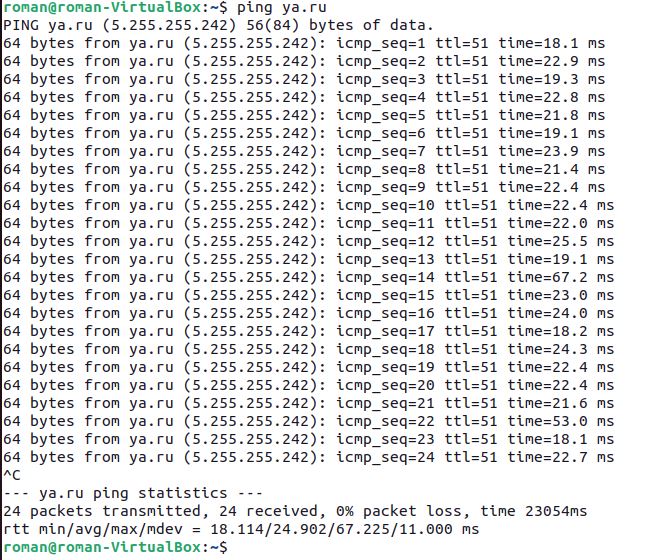 roman@roman-VirtualBox:~$ ping ya.ru
PING ya.ru (5.255.255.242) 56(84) bytes of data.
64 bytes from ya.ru (5.255.255.242): icmp_seq=1 ttl=51 time=18.1 ms
64 bytes from ya.ru (5.255.255.242): icmp_seq=2 ttl=51 time=22.9 ms
64 bytes from ya.ru (5.255.255.242): icmp_seq=3 ttl=51 time=19.3 ms
64 bytes from ya.ru (5.255.255.242): icmp_seq=4 ttl=51 time=22.8 ms
64 bytes from ya.ru (5.255.255.242): icmp_seq=5 ttl=51 time=21.8 ms
64 bytes from ya.ru (5.255.255.242): icmp_seq=6 ttl=51 time=19.1 ms
64 bytes from ya.ru (5.255.255.242): icmp_seq=7 ttl=51 time=23.9 ms
64 bytes from ya.ru (5.255.255.242): icmp_seq=8 ttl=51 time=21.4 ms
64 bytes from ya.ru (5.255.255.242): icmp_seq=9 ttl=51 time=22.4 ms
64 bytes from ya.ru (5.255.255.242): icmp_seq=10 ttl=51 time=22.4 ms
64 bytes from ya.ru (5.255.255.242): icmp_seq=11 ttl=51 time=22.0 ms
64 bytes from ya.ru (5.255.255.242): icmp_seq=12 ttl=51 time=25.5 ms
64 bytes from ya.ru (5.255.255.242): icmp_seq=13 ttl=51 time=19.1 ms
64 bytes from ya.ru (5.255.255.242): icmp_seq=14 ttl=51 time=67.2 ms
64 bytes from ya.ru (5.255.255.242): icmp_seq=15 ttl=51 time=23.0 ms
64 bytes from ya.ru (5.255.255.242): icmp_seq=16 ttl=51 time=24.0 ms
64 bytes from ya.ru (5.255.255.242): icmp_seq=17 ttl=51 time=18.2 ms
64 bytes from ya.ru (5.255.255.242): icmp_seq=18 ttl=51 time=24.3 ms
64 bytes from ya.ru (5.255.255.242): icmp_seq=19 ttl=51 time=22.4 ms
64 bytes from ya.ru (5.255.255.242): icmp_seq=20 ttl=51 time=22.4 ms
64 bytes from ya.ru (5.255.255.242): icmp_seq=21 ttl=51 time=21.6 ms
64 bytes from ya.ru (5.255.255.242): icmp_seq=22 ttl=51 time=53.0 ms
64 bytes from ya.ru (5.255.255.242): icmp_seq=23 ttl=51 time=18.1 ms
64 bytes from ya.ru (5.255.255.242): icmp_seq=24 ttl=51 time=22.7 ms
^C
--- ya.ru ping statistics ---
24 packets transmitted, 24 received, 0% packet loss, time 23054ms
rtt min/avg/max/mdev = 18.114/24.902/67.225/11.000 ms
roman@roman-VirtualBox:~$